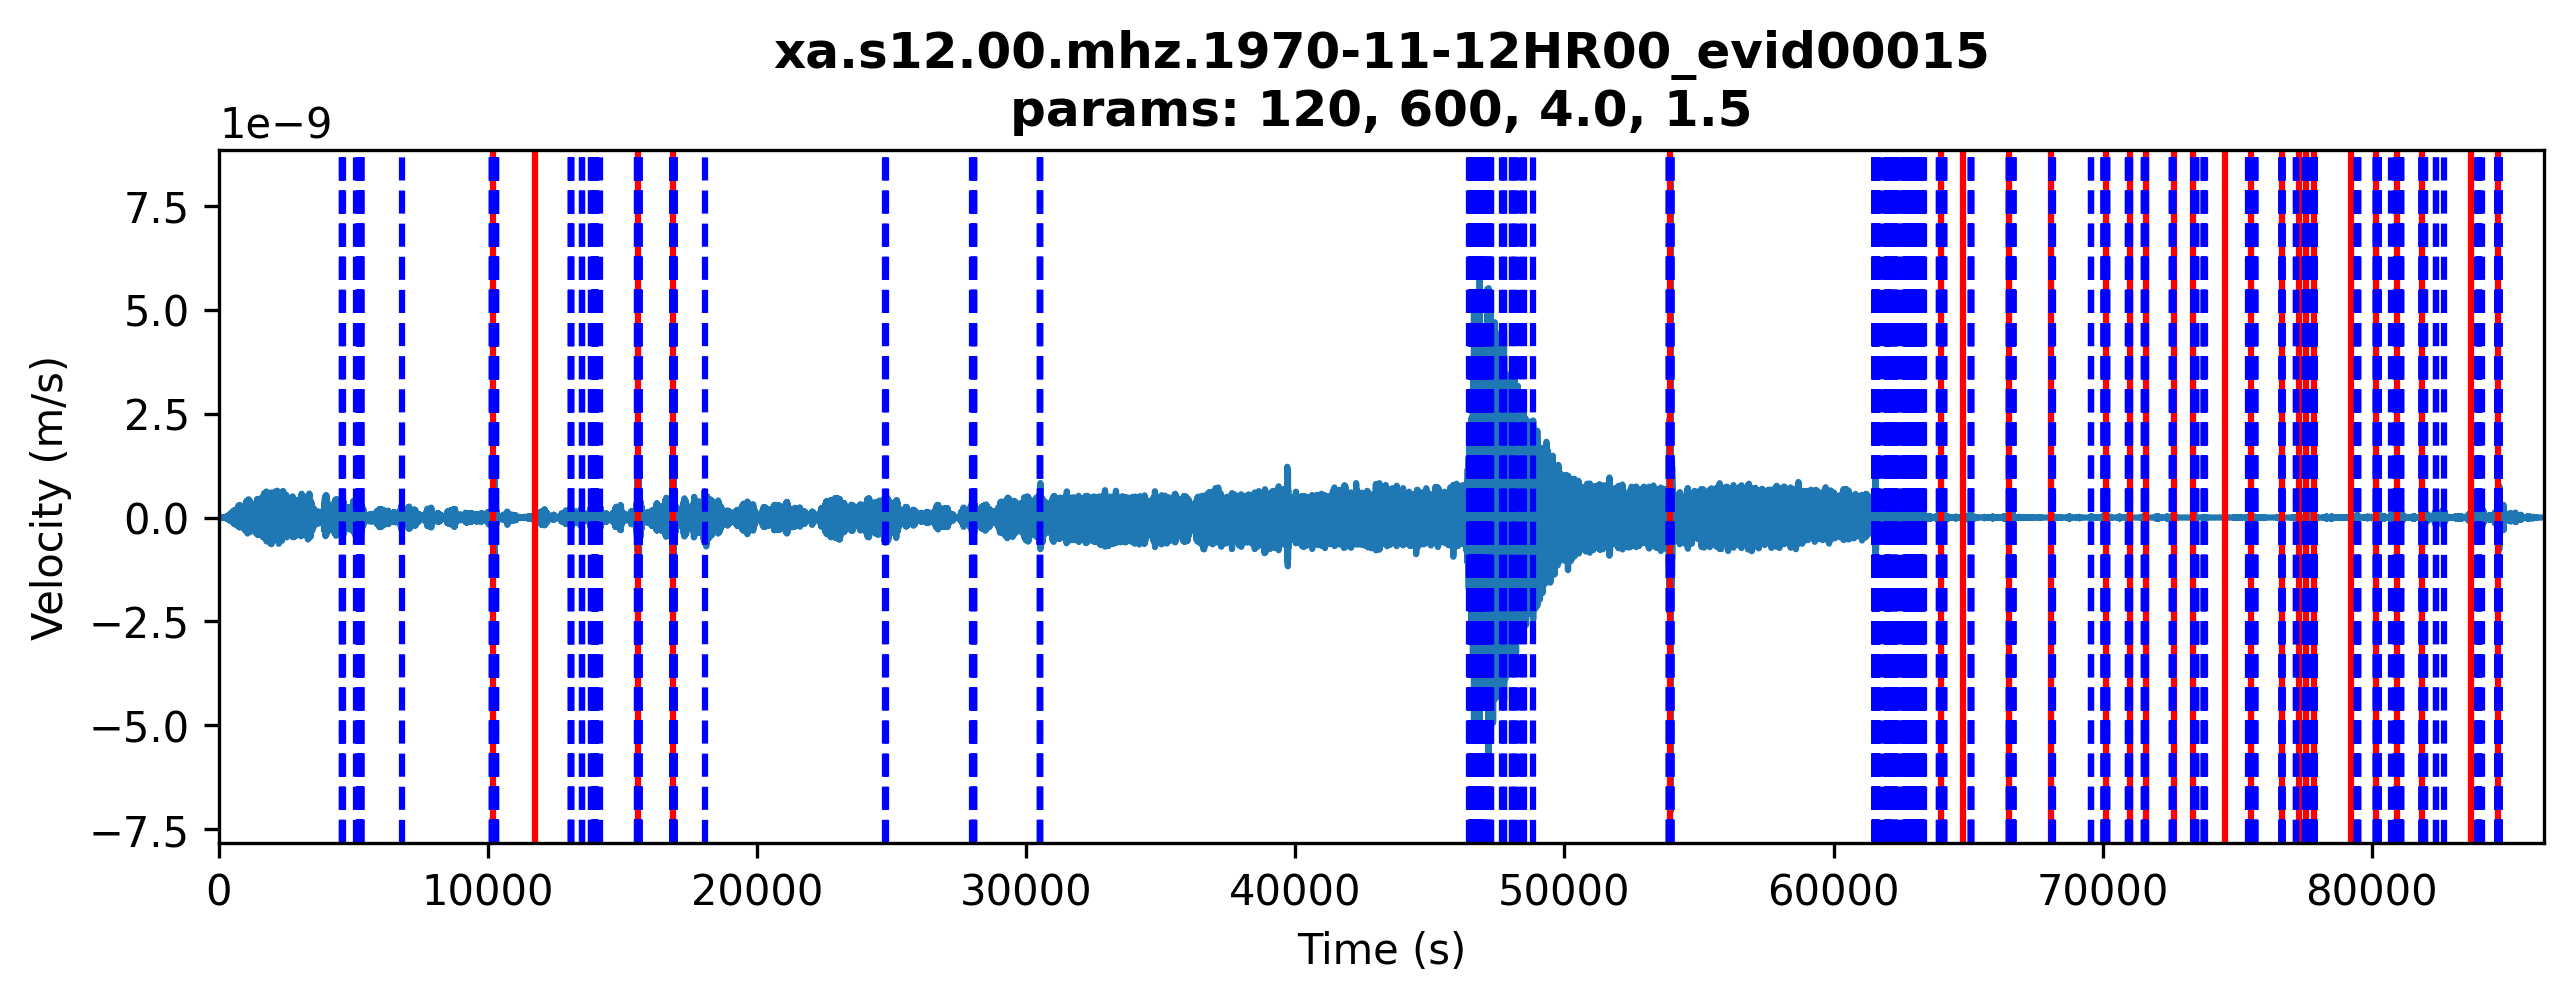 xa.s12.00.mhz.1970-11-12HR00_evid00015
params: 120, 600, 4.0, 1.5
1e−9
7.5
5.0
2.5
0.0
−2.5
−5.0
−7.5
Velocity (m/s)
0 10000 20000 30000 40000 50000 60000 70000 80000
Time (s)